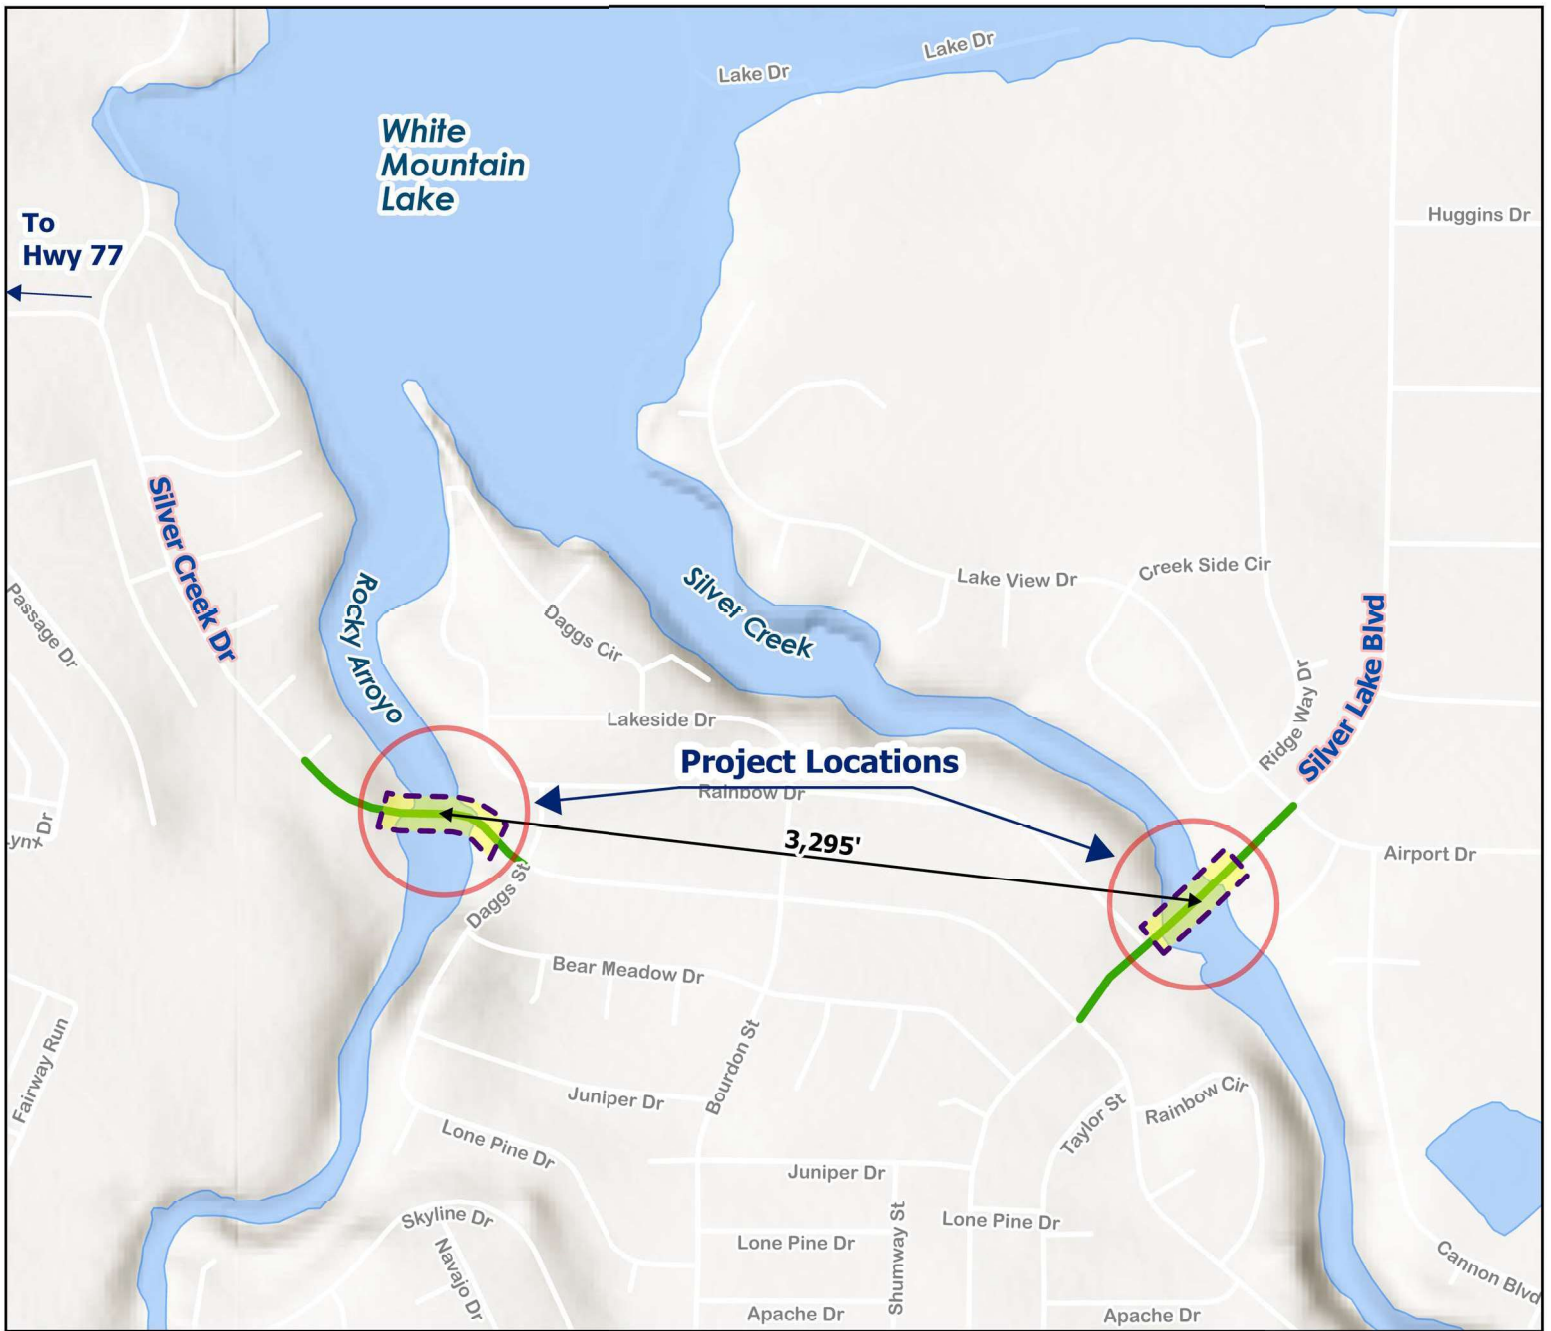 Lake Dr
Lake Dr
White
Mountain
Lake
To
Hwy 77
Huggins Dr
Silver Creek Dr
Rocky Arroyo
Silver Creek
Passage Dr
Daggs Cir
Lake View Dr
Creek Side Cir
Silver Lake Blvd
Ridge Way Dr
Lakeside Dr
Project Locations
Rainbow Dr
3,295'
Lynx Dr
Airport Dr
Daggs St
Bear Meadow Dr
Bourdon St
Fairway Run
Juniper Dr
Taylor St
Rainbow Cir
Lone Pine Dr
Juniper Dr
Skyline Dr
Navajo Dr
Shumway St
Lone Pine Dr
Lone Pine Dr
Cannon Blvd
Apache Dr
Apache Dr